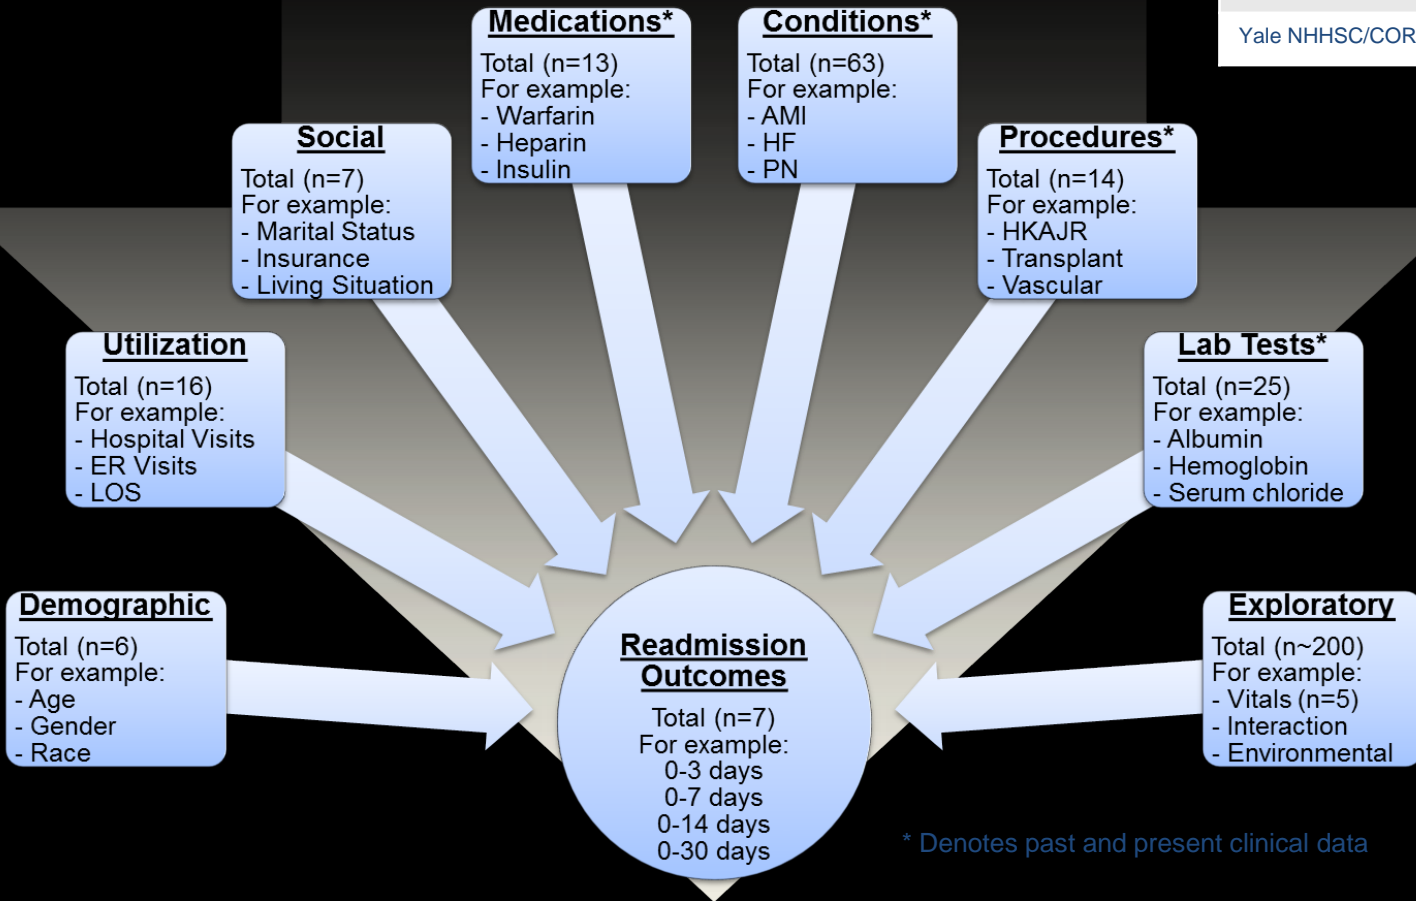 Yale NHHSC/COR
Medications*
Total (n=13)
For example:
- Warfarin
- Heparin
- Insulin
Conditions*
Total (n=63)
For example:
- AMI
- HF
- PN
Social
Total (n=7)
For example:
- Marital Status
- Insurance
- Living Situation
Procedures*
Total (n=14)
For example:
- HKAJR
- Transplant
- Vascular
Utilization
Total (n=16)
For example:
- Hospital Visits
- ER Visits
- LOS
Lab Tests*
Total (n=25)
For example:
- Albumin
- Hemoglobin
- Serum chloride
Demographic
Total (n=6)
For example:
- Age
- Gender
- Race
Readmission
Outcomes
Total (n=7)
For example:
0-3 days
0-7 days
0-14 days
0-30 days
Exploratory
Total (n~200)
For example:
- Vitals (n=5)
- Interaction
- Environmental
* Denotes past and present clinical data